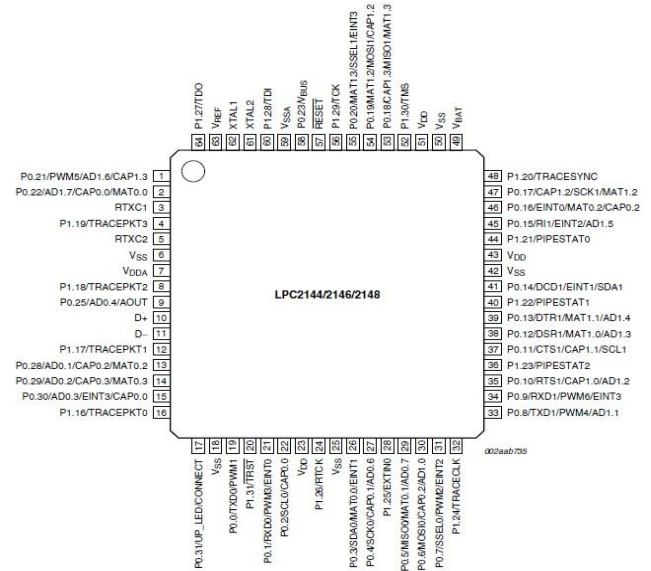 P1.27/TDO
VREF
XTAL1
XTAL2
P1.28/TDI
VSSA
P0.23/VBUS
RESET
P1.29/TCK
P0.20/MAT1.3/SSEL1/EINT3
P0.19/MAT1.2/MOSI1/CAP1.2
P0.18/CAP1.3/MISO1/MAT1.3
P1.30/TMS
VDD
VSS
VBAT
64 63 62 61 60 59 58 57 56 55 54 53 52 51 50 49
P0.21/PWM5/AD1.6/CAP1.3 1
P0.22/AD1.7/CAP0.0/MAT0.0 2
RTXC1 3
P1.19/TRACEPKT3 4
RTXC2 5
VSS 6
VDDA 7
P1.18/TRACEPKT2 8
P0.25/AD0.4/AOUT 9
D+ 10
D− 11
P1.17/TRACEPKT1 12
P0.28/AD0.1/CAP0.2/MAT0.2 13
P0.29/AD0.2/CAP0.3/MAT0.3 14
P0.30/AD0.3/EINT3/CAP0.0 15
P1.16/TRACEPKT0 16
LPC2144/2146/2148
48 P1.20/TRACESYNC
47 P0.17/CAP1.2/SCK1/MAT1.2
46 P0.16/EINT0/MAT0.2/CAP0.2
45 P0.15/RI1/EINT2/AD1.5
44 P1.21/PIPESTAT0
43 VDD
42 VSS
41 P0.14/DCD1/EINT1/SDA1
40 P1.22/PIPESTAT1
39 P0.13/DTR1/MAT1.1/AD1.4
38 P0.12/DSR1/MAT1.0/AD1.3
37 P0.11/CTS1/CAP1.1/SCL1
36 P1.23/PIPESTAT2
35 P0.10/RTS1/CAP1.0/AD1.2
34 P0.9/RXD1/PWM6/EINT3
33 P0.8/TXD1/PWM4/AD1.1
17 18 19 20 21 22 23 24 25 26 27 28 29 30 31 32
P0.31/UP_LED/CONNECT
VSS
P0.0/TXD0/PWM1
P1.31/TRST
P0.1/RXD0/PWM3/EINT0
P0.2/SCL0/CAP0.0
VDD
P1.26/RTCK
VSS
P0.3/SDA0/MAT0.0/EINT1
P0.4/SCK0/CAP0.1/AD0.6
P1.25/EXTIN0
P0.5/MISO0/MAT0.1/AD0.7
P0.6/MOSI0/CAP0.2/AD1.0
P0.7/SSEL0/PWM2/EINT2
P1.24/TRACECLK
002aab735